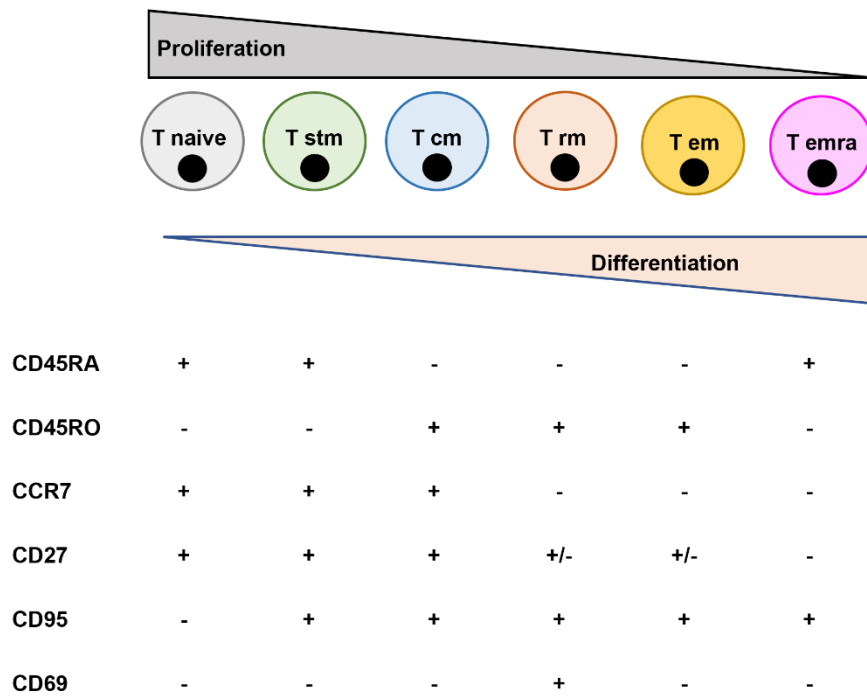 Proliferation
T naive T stm T cm T rm T em T emra
Differentiation
CD45RA + + - - - +
CD45RO - - + + + -
CCR7 + + + - - -
CD27 + + + +/- +/- -
CD95 - + + + + +
CD69 - - - + - -